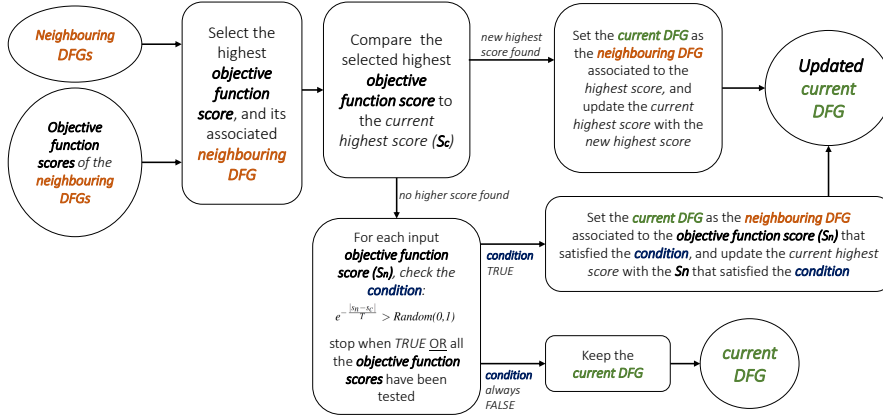 Neighbouring
DFGs
Objective
function
scores of the
neighbouring
DFGs
Select the
highest
objective
function
score, and its
associated
neighbouring
DFG
Compare the
selected highest
objective
function score to
the current
highest score (Sc)
new highest
score found
Set the current DFG as
the neighbouring DFG
associated to the
highest score, and
update the current
highest score with the
new highest score
Updated
current
DFG
no higher score found
For each input
objective function
score (Sn), check the
condition:
e^{-\frac{|s_n-s_c|}{T}} > Random(0,1)
stop when TRUE OR all
the objective function
scores have been
tested
condition
TRUE
Set the current DFG as the neighbouring DFG
associated to the objective function score (Sn) that
satisfied the condition, and update the current highest
score with the Sn that satisfied the condition
condition
always
FALSE
Keep the
current DFG
current
DFG